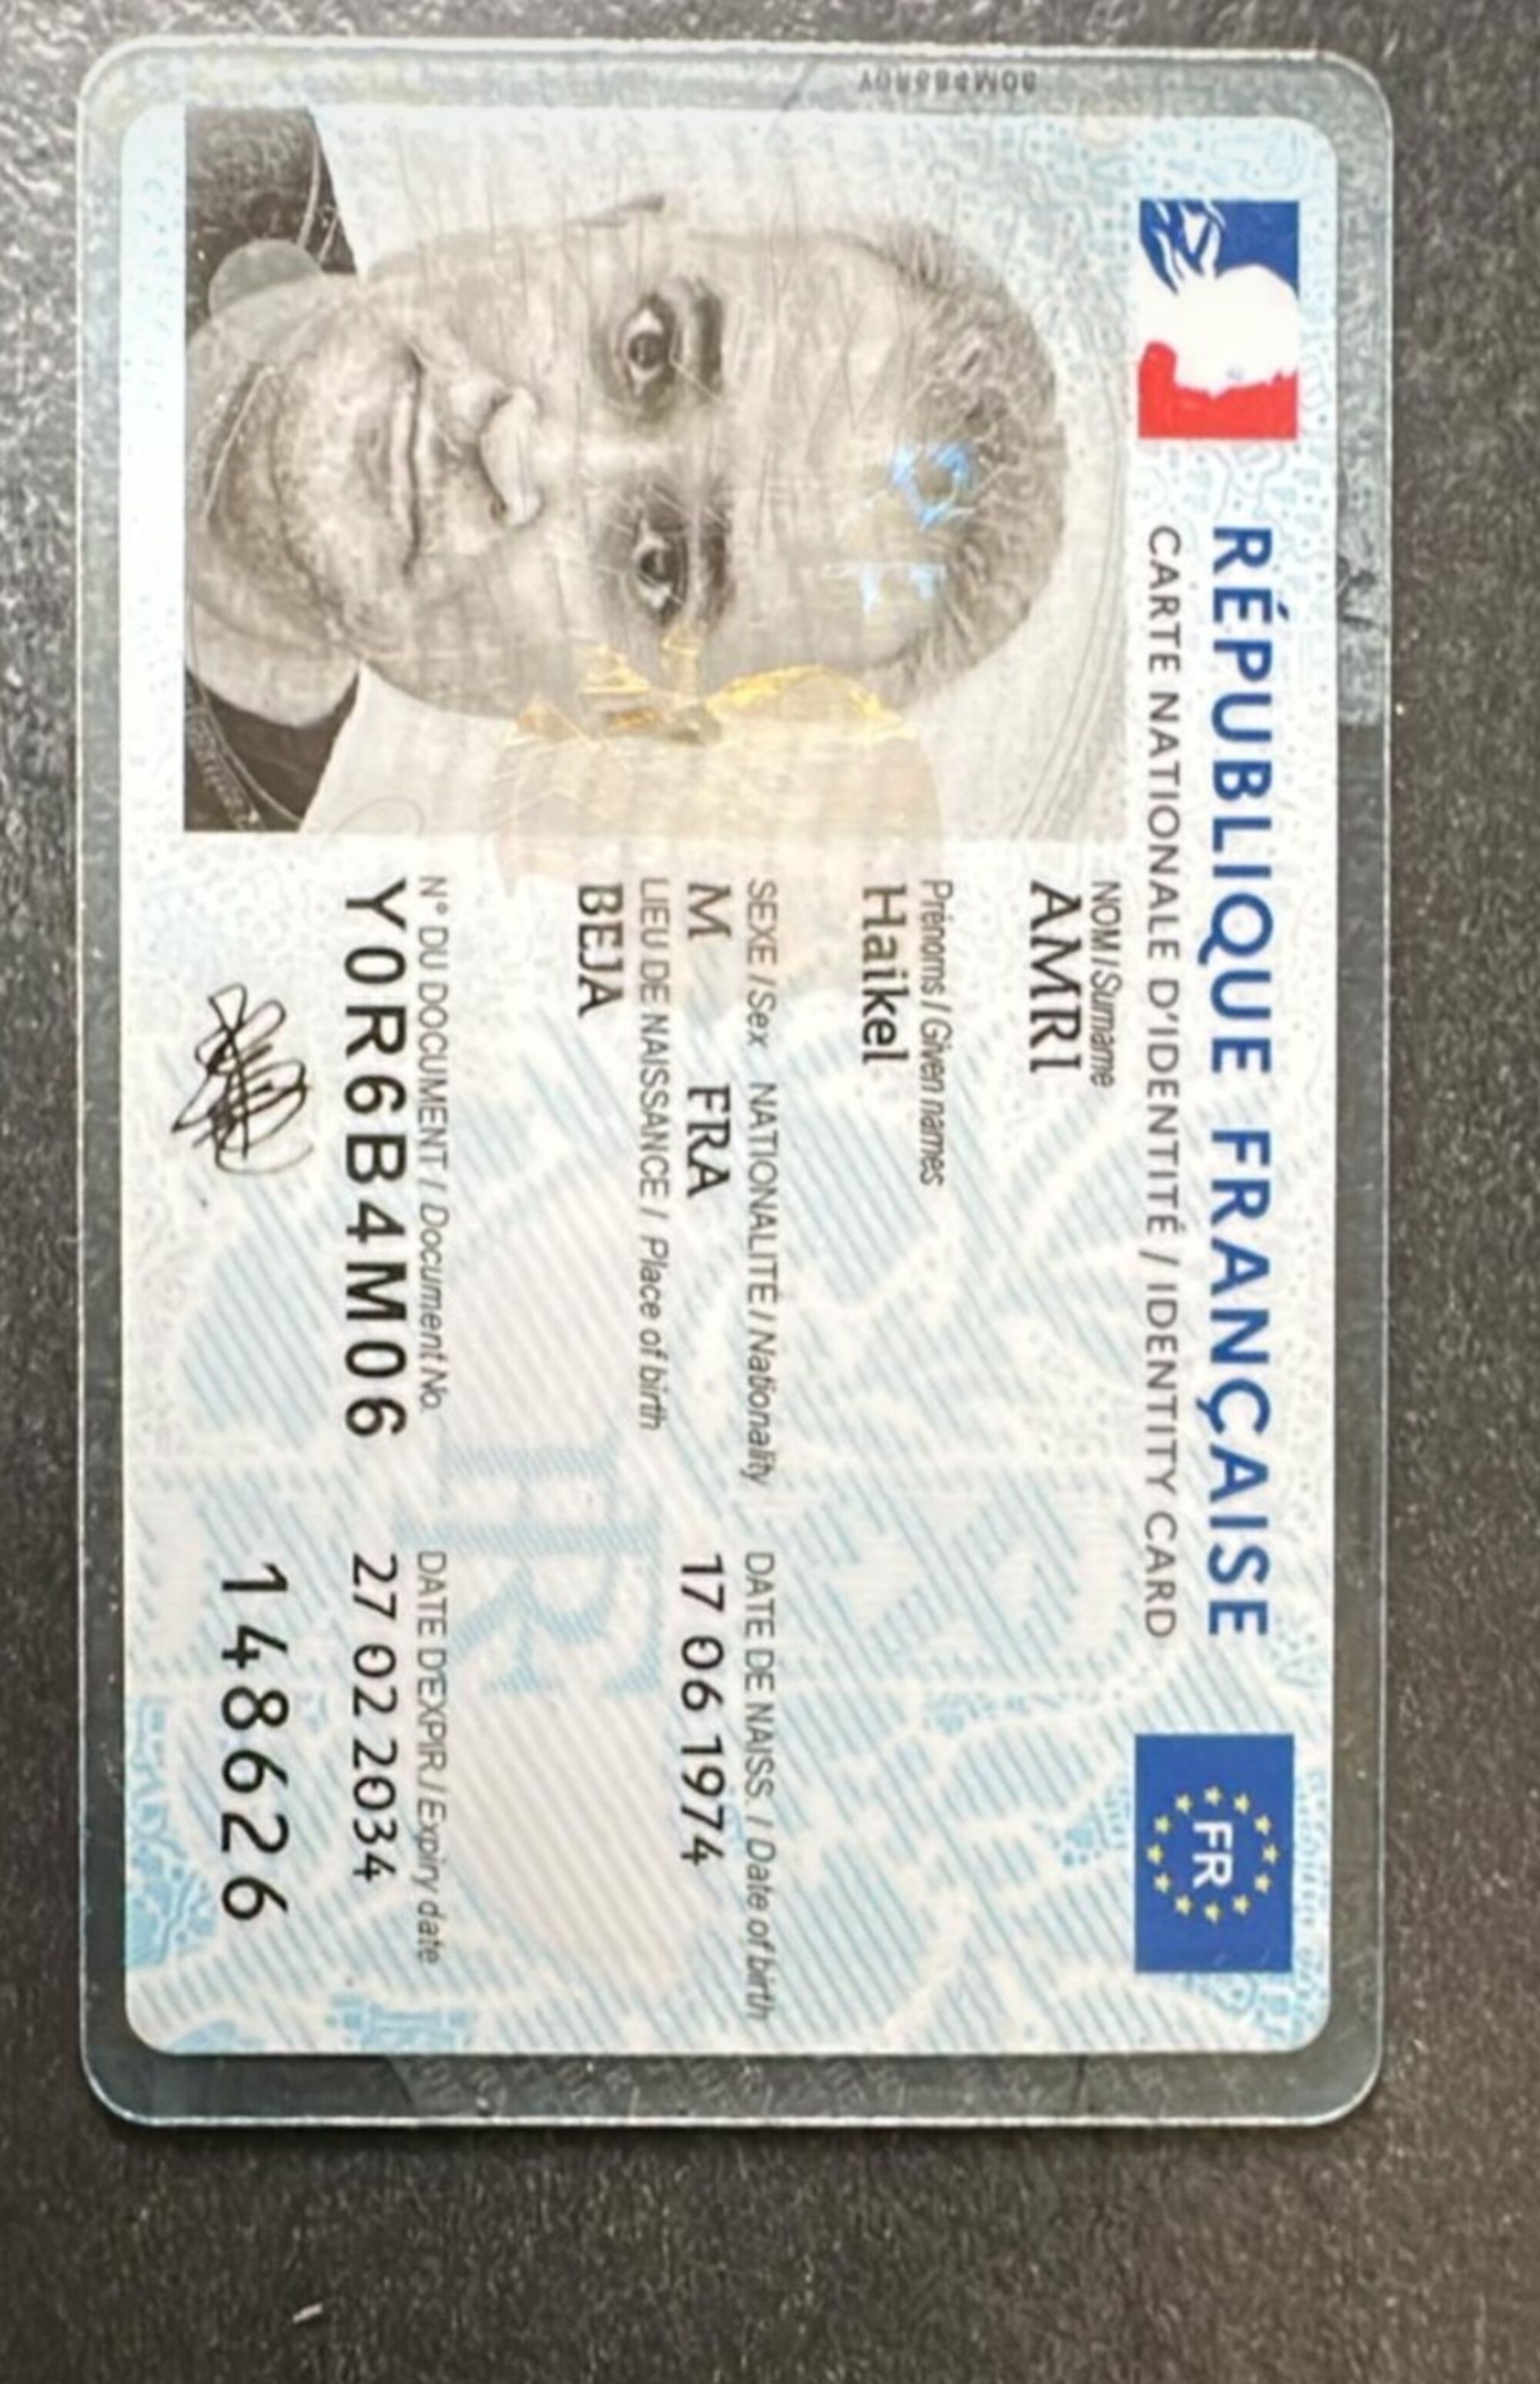 RÉPUBLIQUE FRANÇAISE
FR
CARTE NATIONALE D'IDENTITÉ / IDENTITY CARD
NOM / Surname
AMRI
Prénoms / Given names
Haikel
SEXE / Sex NATIONALITÉ / Nationality DATE DE NAISS. / Date of birth
M FRA 17 06 1974
LIEU DE NAISSANCE / Place of birth
BEJA
N° DU DOCUMENT / Document No. DATE D'EXPIR / Expiry date
Y0R6B4M06 27 02 2034
148626